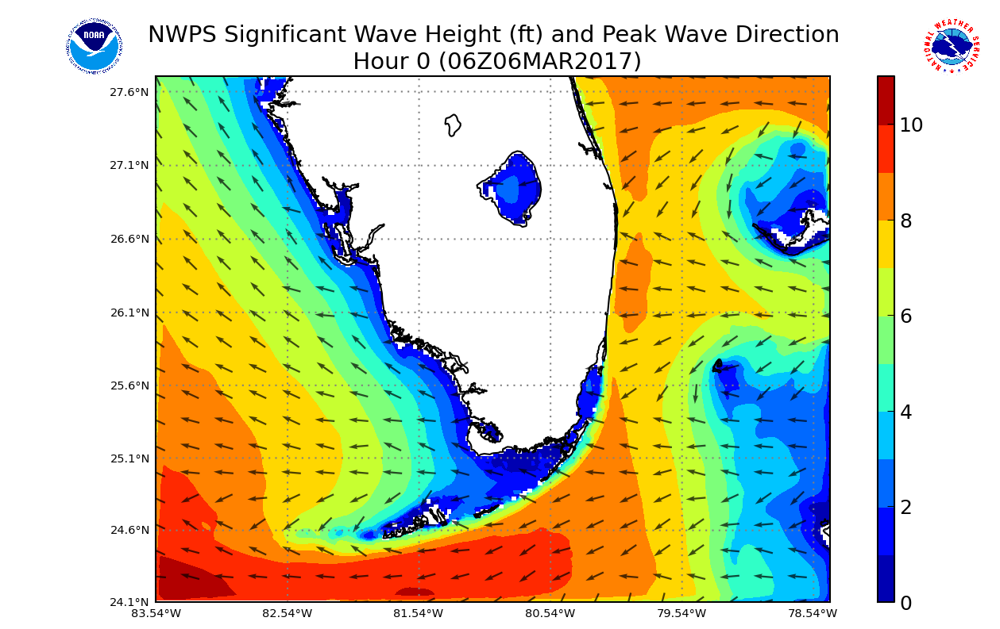 NWPS Significant Wave Height (ft) and Peak Wave Direction
Hour 0 (06Z06MAR2017)
NOAA
NATIONAL WEATHER SERVICE
27.6°N
27.1°N
26.6°N
26.1°N
25.6°N
25.1°N
24.6°N
24.1°N
83.54°W 82.54°W 81.54°W 80.54°W 79.54°W 78.54°W
10
8
6
4
2
0